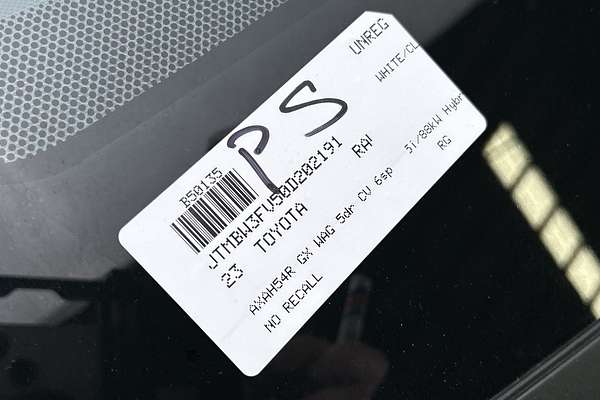 PS
UNREG
B50135
WHITE/CL
JTMBW3FV50D202191
23 TOYOTA RAV
AXAH54R GX WAG 5dr CV 6sp 3i/88kW Hybr
NO RECALL RG